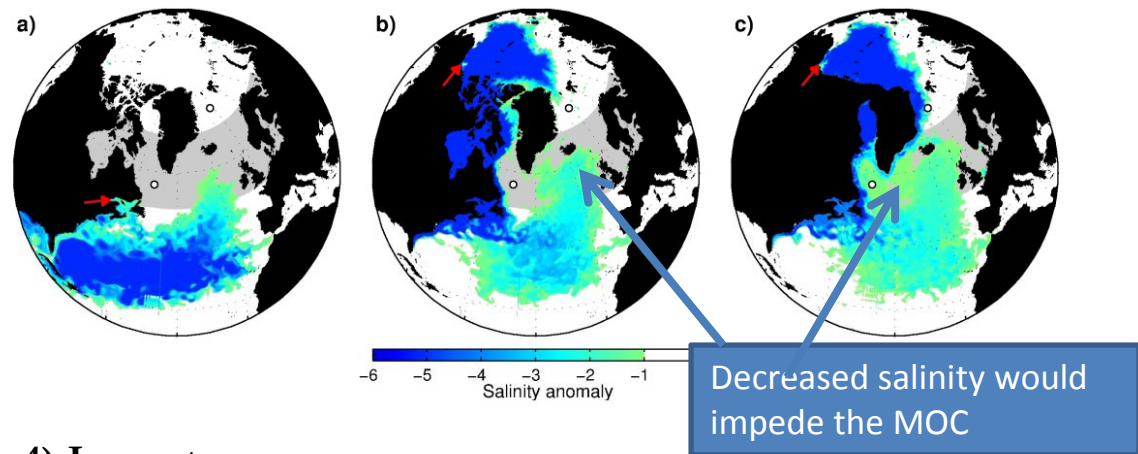 a)
b)
c)
−6 −5 −4 −3 −2 −1
Salinity anomaly
Decreased salinity would
impede the MOC